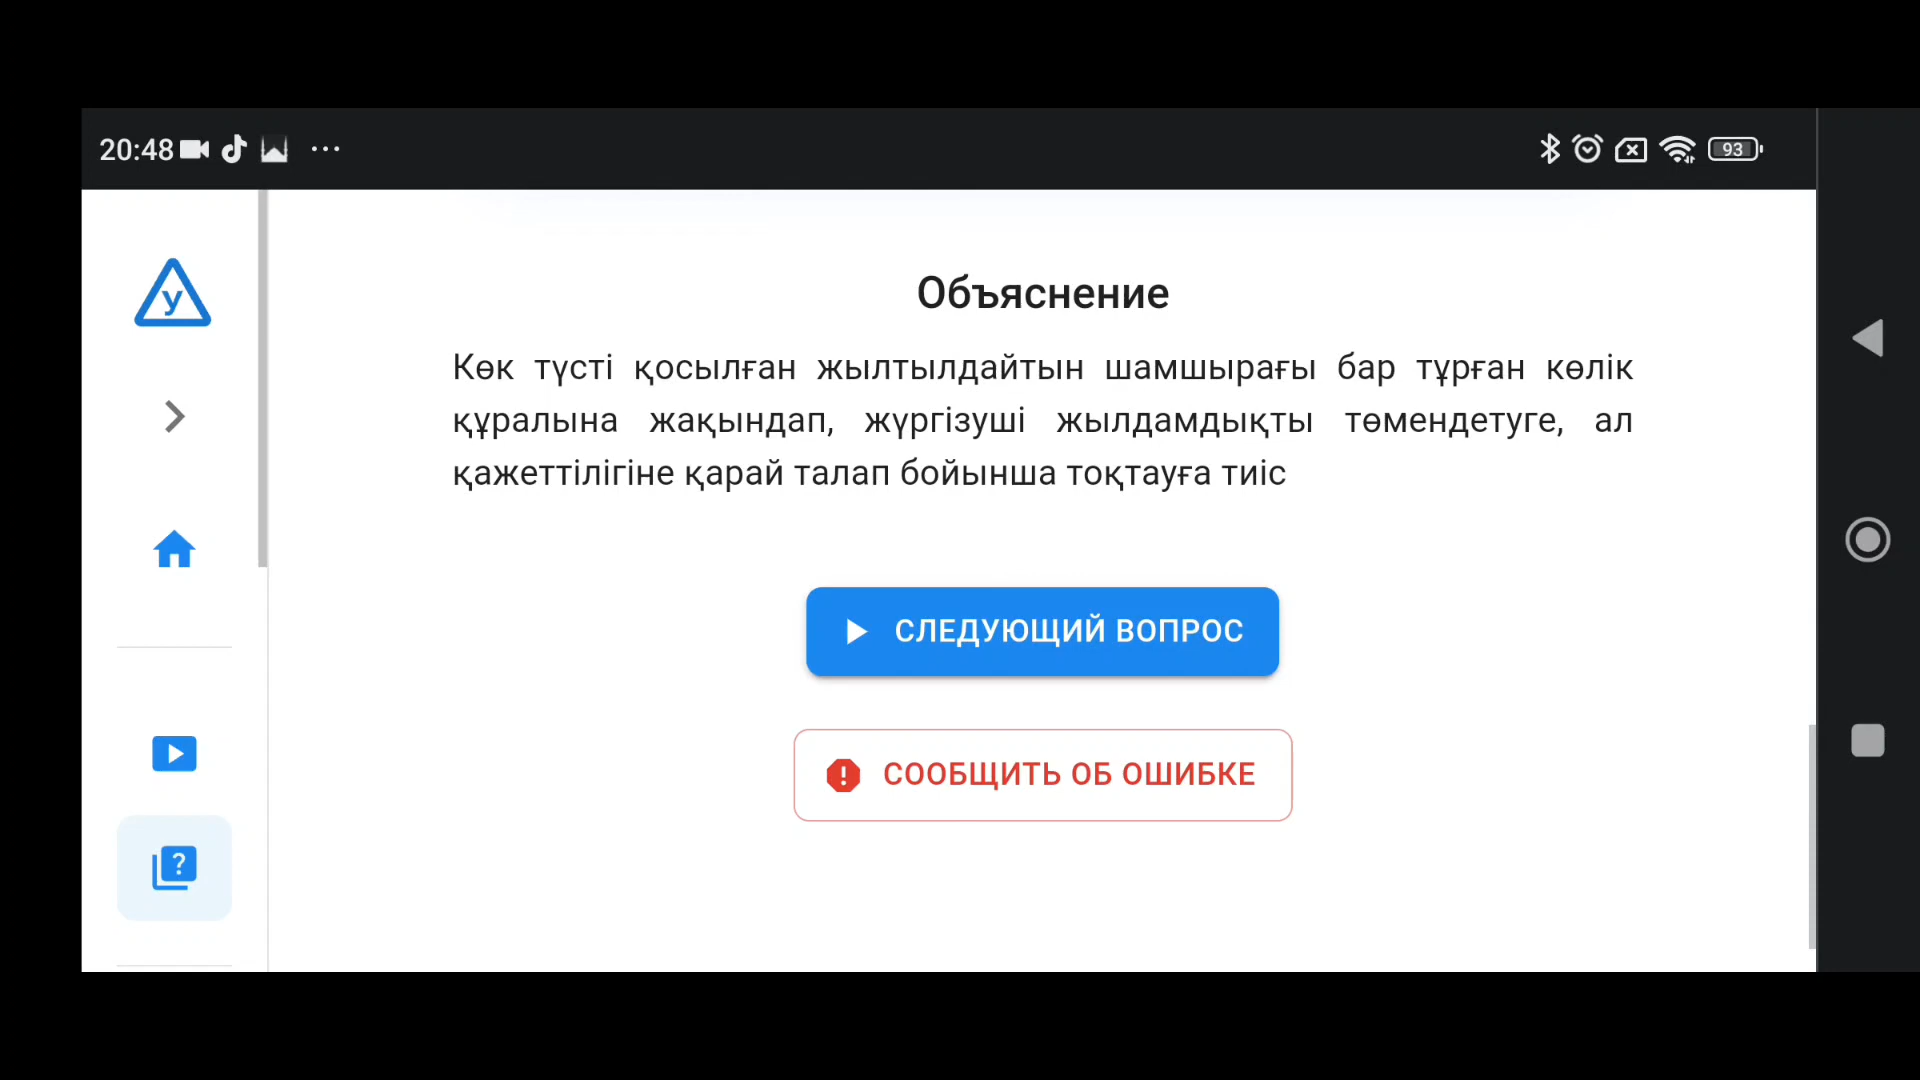 20:48
93
У
Объяснение
Көк түсті қосылған жылтылдайтын шамшырағы бар тұрған көлік
құралына жақындап, жүргізуші жылдамдықты төмендетуге, ал
қажеттілігіне қарай талап бойынша тоқтауға тиіс
СЛЕДУЮЩИЙ ВОПРОС
СООБЩИТЬ ОБ ОШИБКЕ